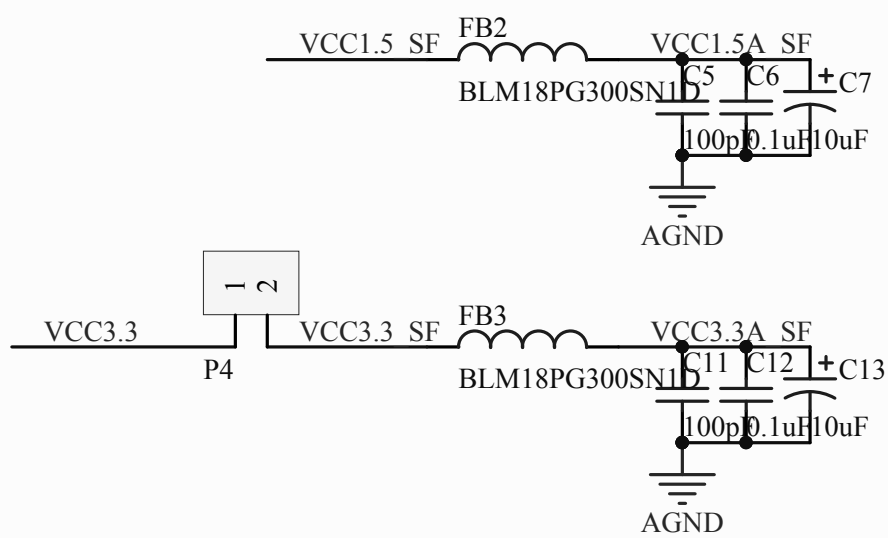 FB2
VCC1.5 SF
VCC1.5A SF
C5
C6
+
C7
BLM18PG300SN1D
100pF
0.1uF
10uF
AGND
1
2
FB3
VCC3.3
VCC3.3 SF
VCC3.3A SF
P4
C11
C12
+
C13
BLM18PG300SN1D
100pF
0.1uF
10uF
AGND